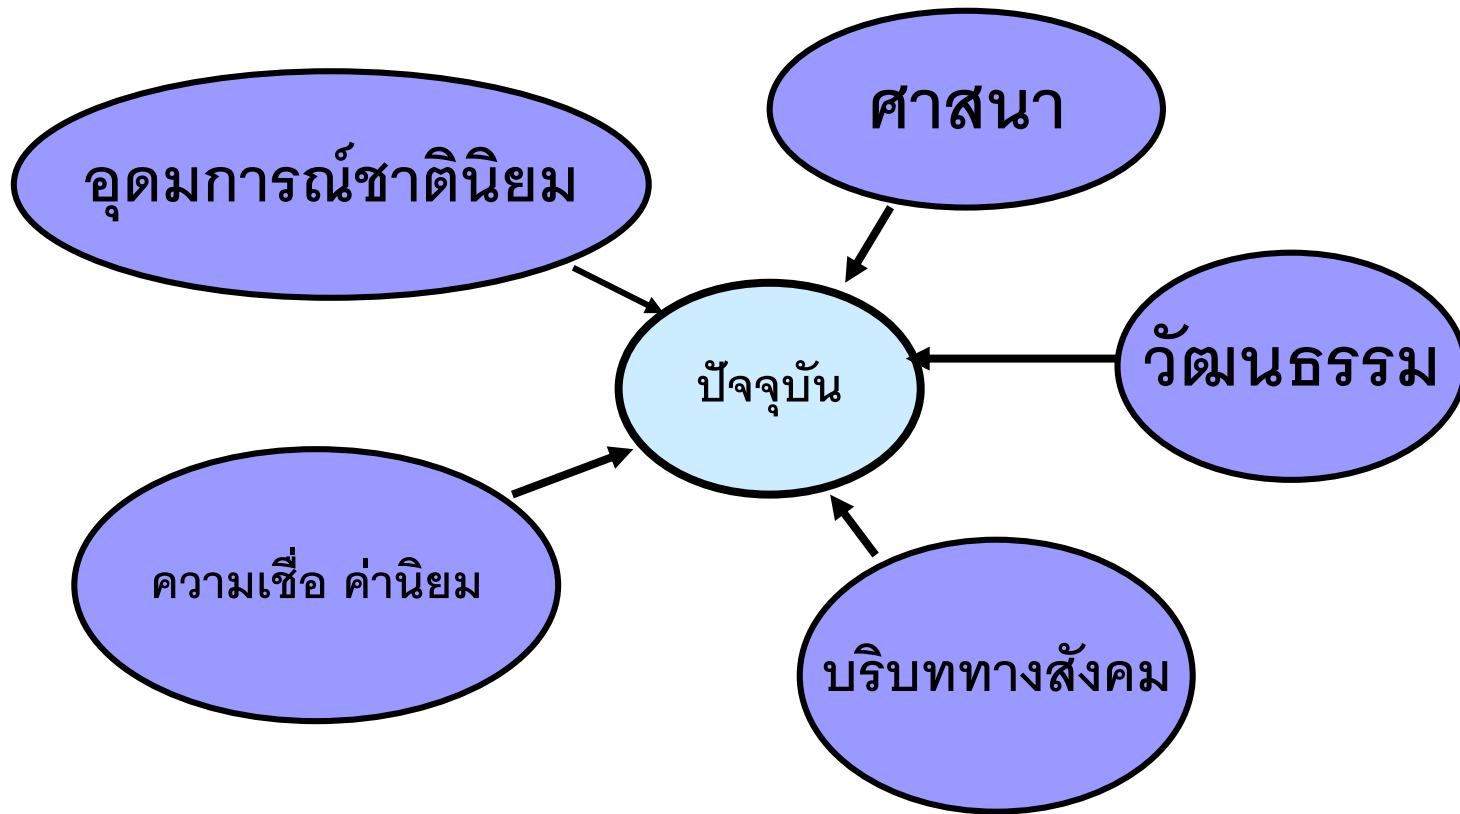 ศาสนา
อุดมการณ์ชาตินิยม
วัฒนธรรม
ปัจจุบัน
ความเชื่อ ค่านิยม
บริบททางสังคม